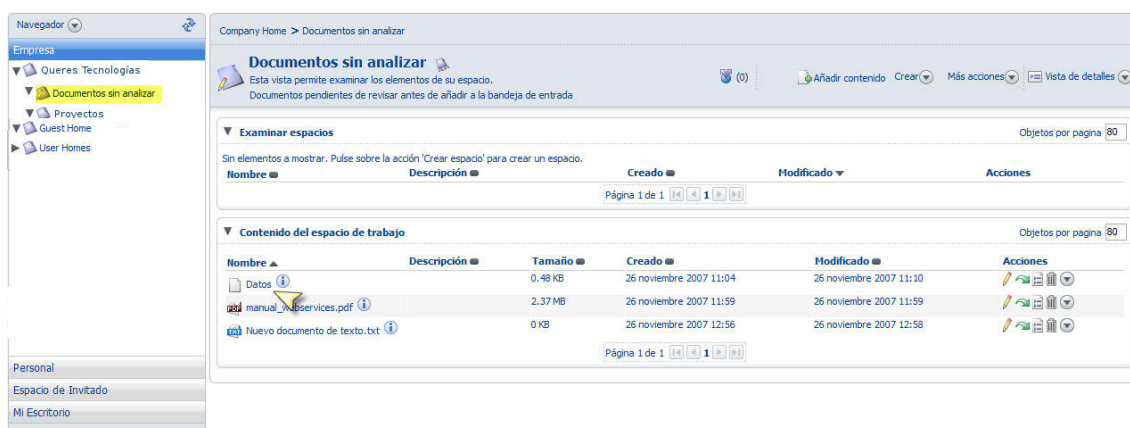 Navegador
Empresa
Queres Tecnologías
Documentos sin analizar
Proyectos
Guest Home
User Homes
Personal
Espacio de Invitado
Mi Escritorio
Company Home > Documentos sin analizar
Documentos sin analizar
Esta vista permite examinar los elementos de su espacio.
Documentos pendientes de revisar antes de añadir a la bandeja de entrada
(0) Añadir contenido Crear Más acciones Vista de detalles
Examinar espacios Objetos por pagina 80
Sin elementos a mostrar. Pulse sobre la acción 'Crear espacio' para crear un espacio.
Nombre Descripción Creado Modificado Acciones
Página 1 de 1 1
Contenido del espacio de trabajo Objetos por pagina 80
Nombre Descripción Tamaño Creado Modificado Acciones
Datos 0.48 KB 26 noviembre 2007 11:04 26 noviembre 2007 11:10
manual_webservices.pdf 2.37 MB 26 noviembre 2007 11:59 26 noviembre 2007 11:59
Nuevo documento de texto.txt 0 KB 26 noviembre 2007 12:56 26 noviembre 2007 12:58
Página 1 de 1 1